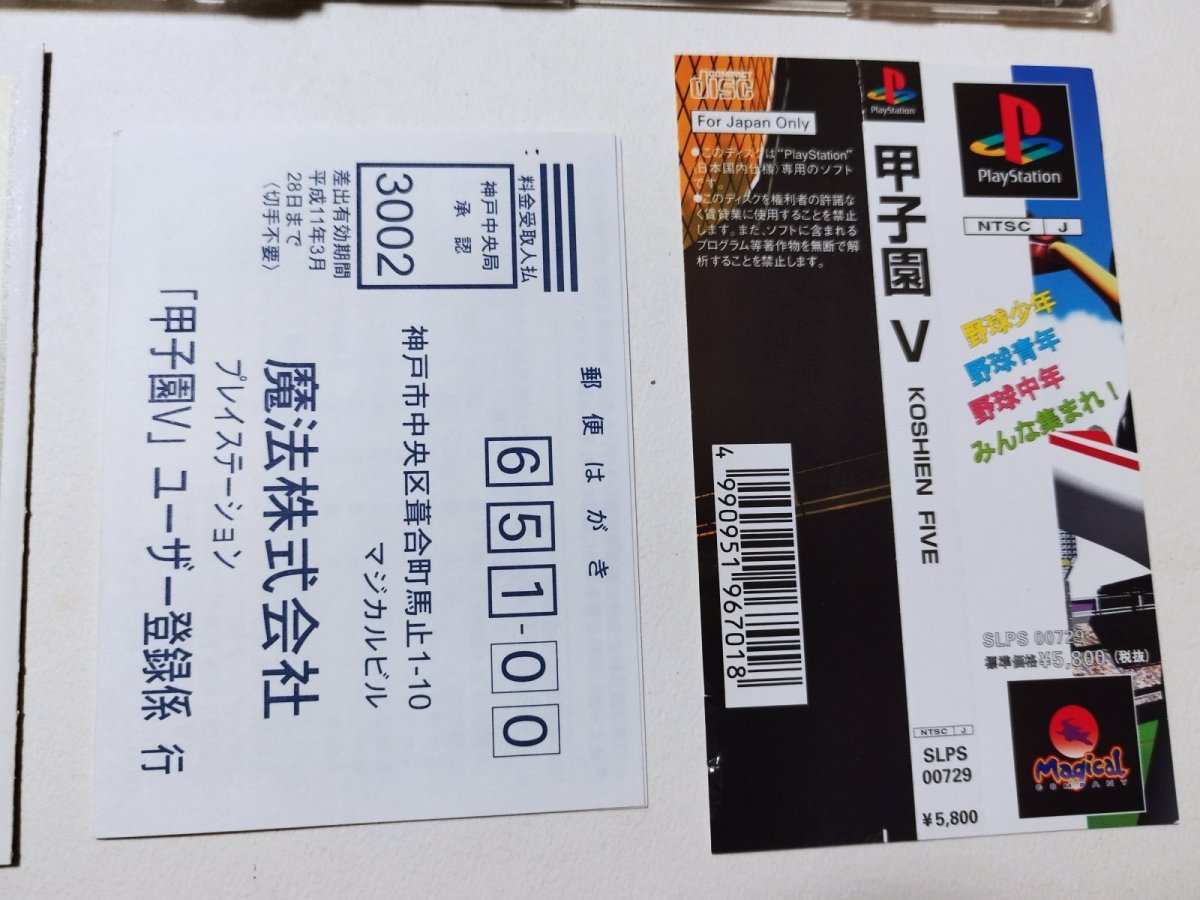 料金受取人払
神戸中央局
承認
3002
差出有効期間
平成11年3月
28日まで
(切手不要)
郵便はがき
651-00
神戸市中央区葺合町馬止1-10
マジカルビル
魔法株式会社
プレイステーション
「甲子園V」ユーザー登録係 行
COMPACT
disc
For Japan Only
●このディスクは"PlayStation"
(日本国内仕様)専用のソフト
です。
●このディスクを権利者の許諾な
く賃貸業に使用することを禁止
します。また、ソフトに含まれる
プログラム等著作物を無断で解
析することを禁止します。
4 990951 967018
PlayStation
甲子園 V
KOSHIEN FIVE
NTSC J
SLPS
00729
¥5,800
PlayStation
NTSC J
野球少年
野球青年
野球中年
みんな集まれ!
SLPS 00729
標準価格¥5,800(税抜)
Magical
COMPANY